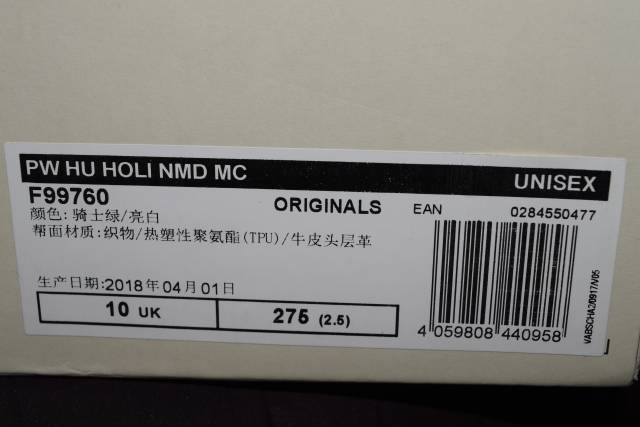 PW HU HOLI NMD MC
UNISEX
F99760
ORIGINALS
EAN
0284550477
颜色:骑士绿/亮白
帮面材质:织物/热塑性聚氨酯(TPU)/牛皮头层革
生产日期:2018年04月01日
10 UK
275 (2.5)
4 059808 440958
VABSCHA20917/V05